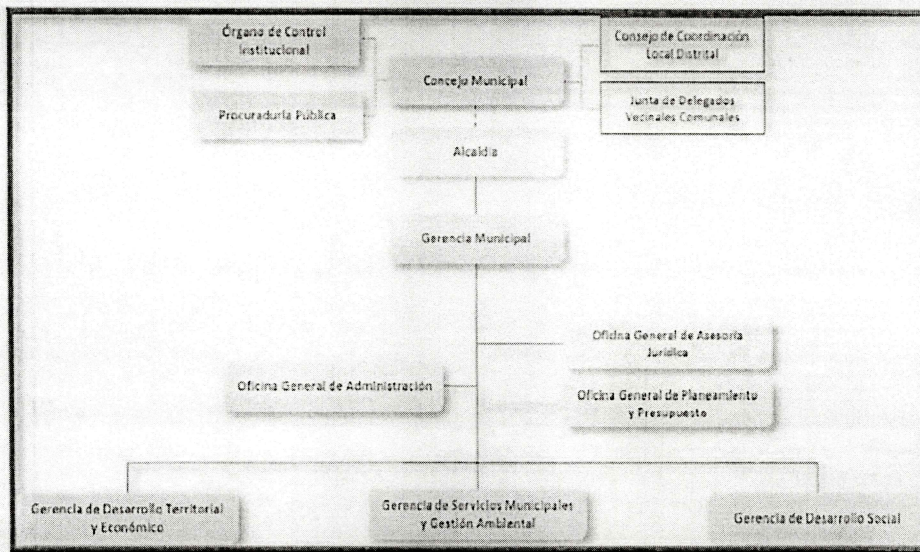 Órgano de Control
Institucional
Consejo de Coordinación
Local Distrital
Concejo Municipal
Procuraduría Pública
Junta de Delegados
Vecinales Comunales
Alcaldía
Gerencia Municipal
Oficina General de Asesoría
Jurídica
Oficina General de Administración
Oficina General de Planeamiento
y Presupuesto
Gerencia de Desarrollo Territorial
y Económico
Gerencia de Servicios Municipales
y Gestión Ambiental
Gerencia de Desarrollo Social